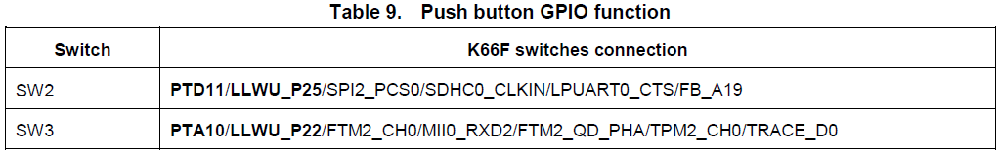 Table 9. Push button GPIO function
Switch K66F switches connection
SW2 PTD11/LLWU_P25/SPI2_PCS0/SDHC0_CLKIN/LPUART0_CTS/FB_A19
SW3 PTA10/LLWU_P22/FTM2_CH0/MII0_RXD2/FTM2_QD_PHA/TPM2_CH0/TRACE_D0